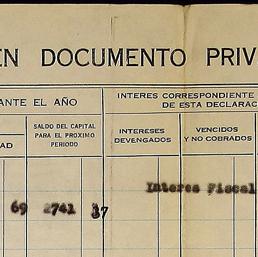 EN DOCUMENTO PRIV
ANTE EL AÑO
INTERES CORRESPONDIENTE
DE ESTA DECLARAC
SALDO DEL CAPITAL
PARA EL PROXIMO
PERIODO
INTERESES
DEVENGADOS
VENCIDOS
Y NO COBRADOS
AD
Interes Fiscal
69 2741 37